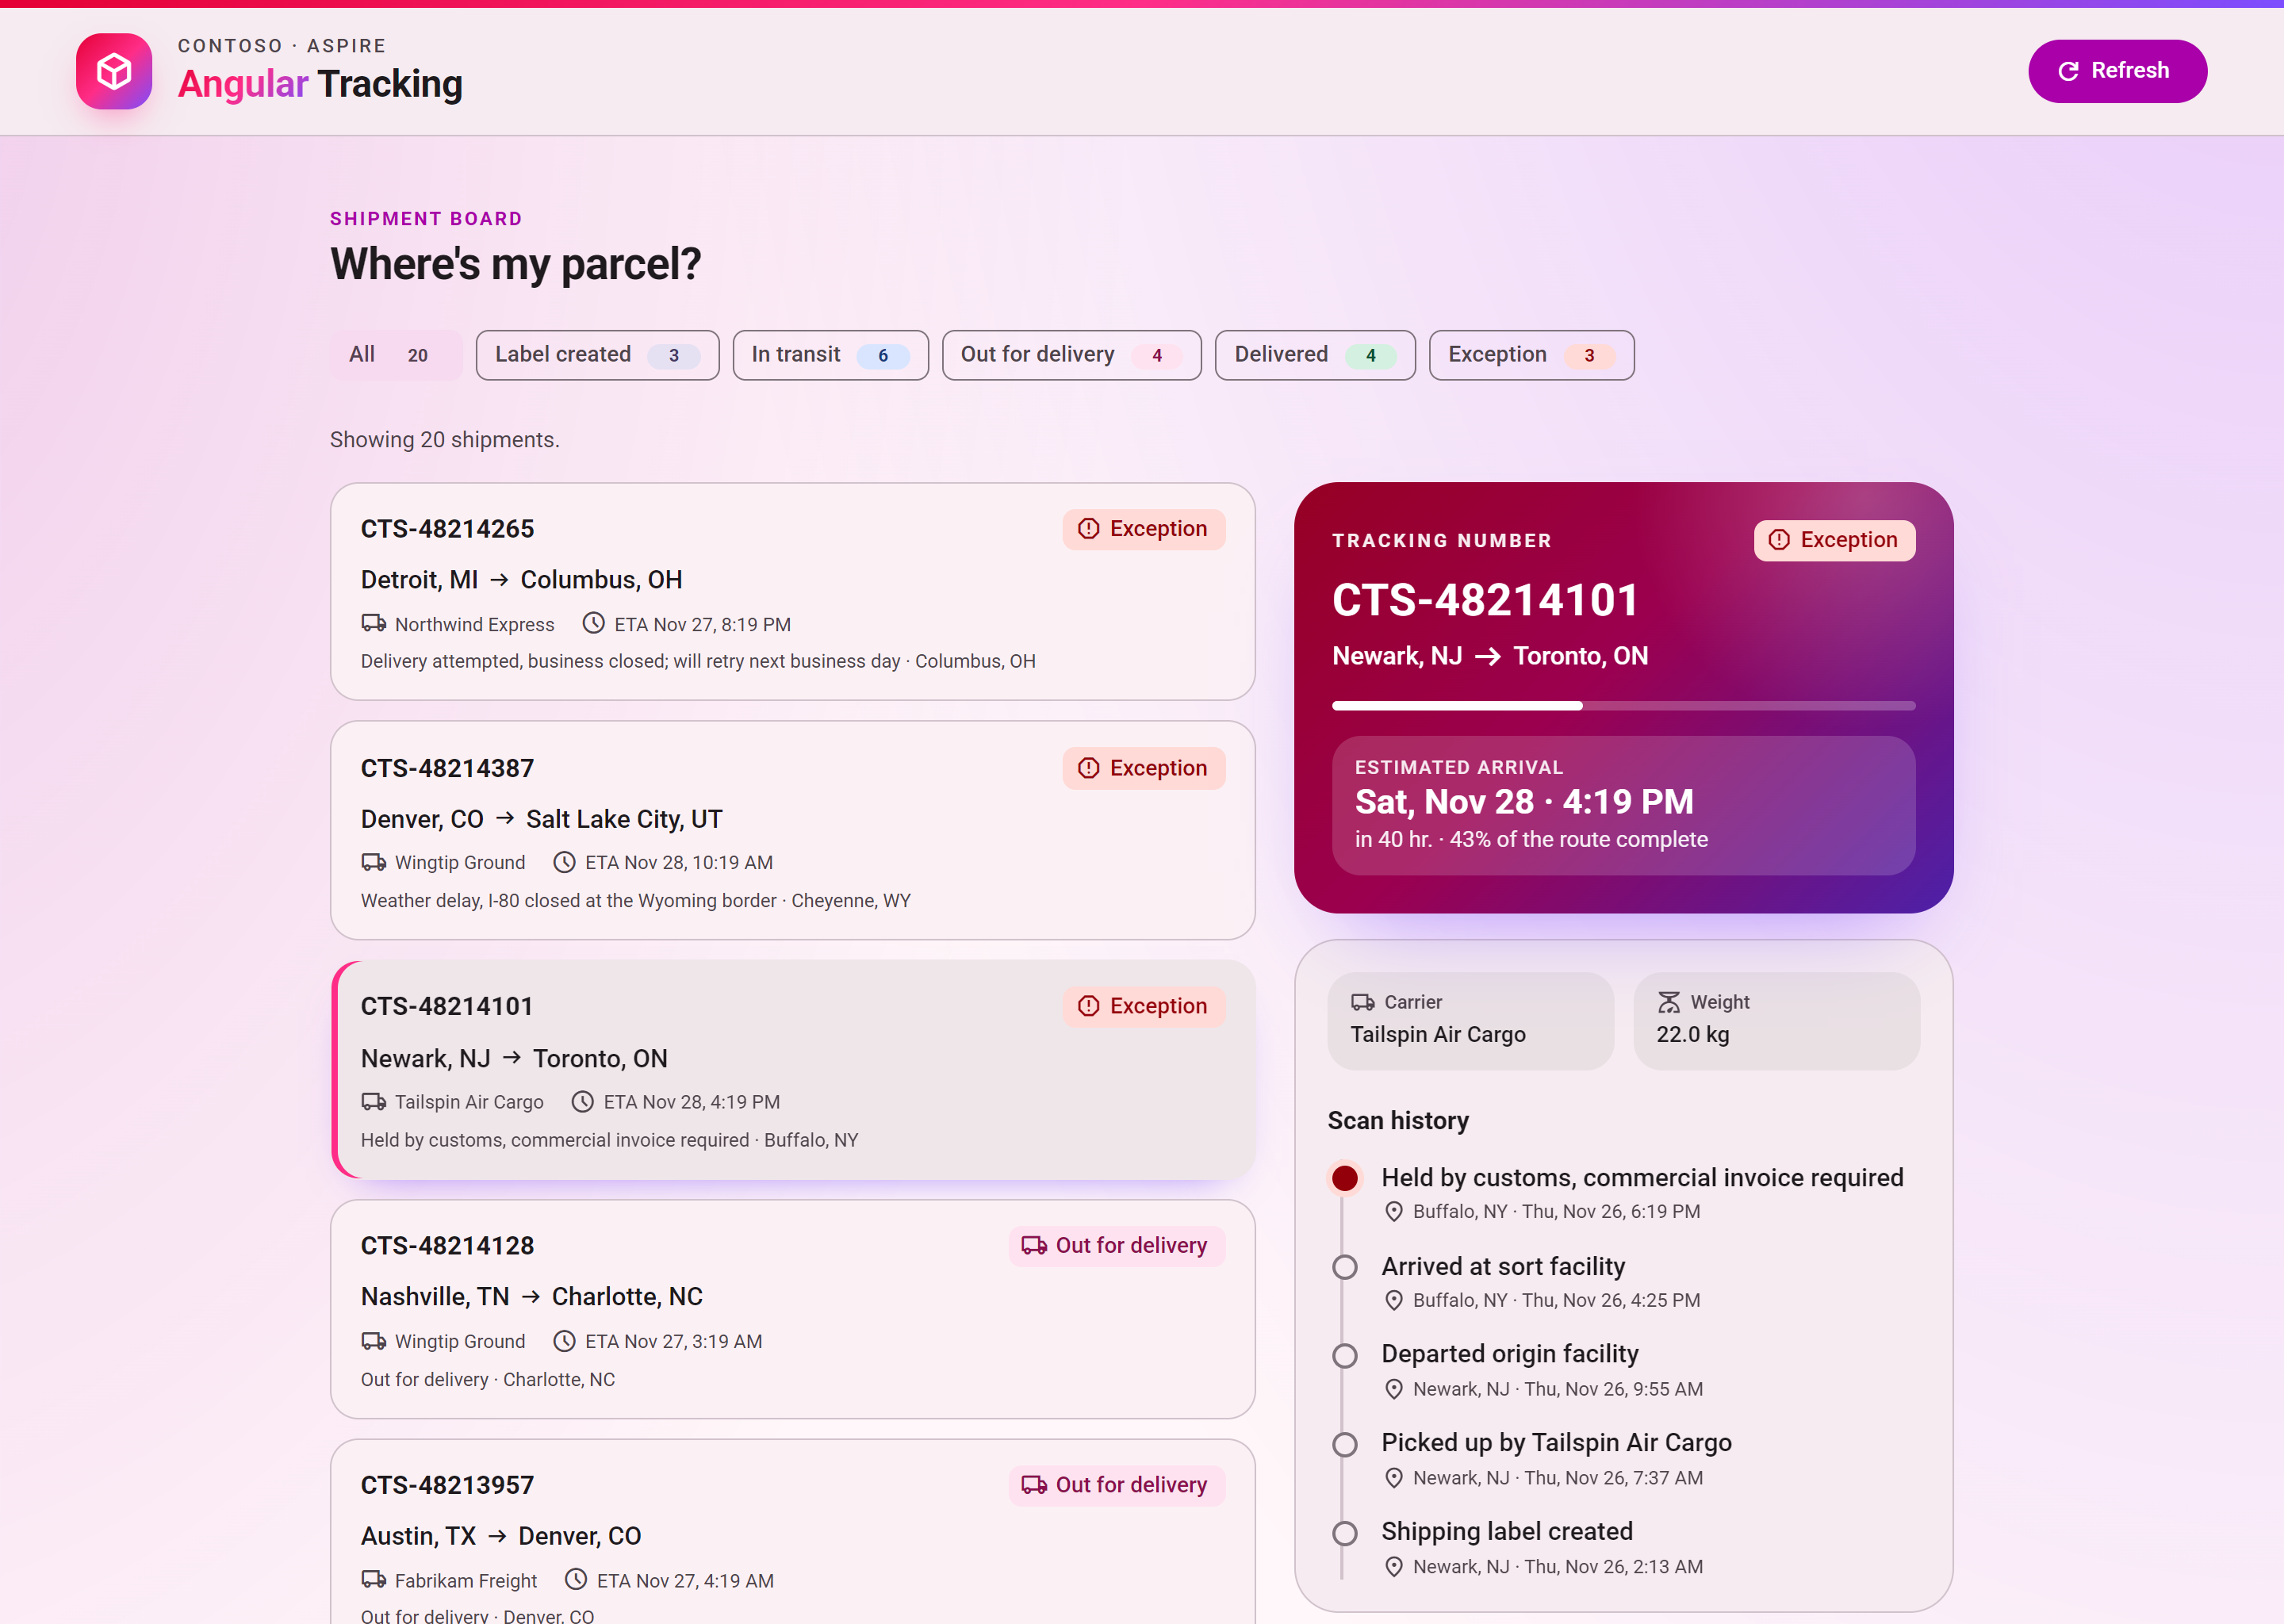 CONTOSO · ASPIRE
Angular Tracking
Refresh
SHIPMENT BOARD
Where's my parcel?
All 20
Label created 3
In transit 6
Out for delivery 4
Delivered 4
Exception 3
Showing 20 shipments.
CTS-48214265
Exception
Detroit, MI → Columbus, OH
Northwind Express ETA Nov 27, 8:19 PM
Delivery attempted, business closed; will retry next business day · Columbus, OH
CTS-48214387
Exception
Denver, CO → Salt Lake City, UT
Wingtip Ground ETA Nov 28, 10:19 AM
Weather delay, I-80 closed at the Wyoming border · Cheyenne, WY
CTS-48214101
Exception
Newark, NJ → Toronto, ON
Tailspin Air Cargo ETA Nov 28, 4:19 PM
Held by customs, commercial invoice required · Buffalo, NY
CTS-48214128
Out for delivery
Nashville, TN → Charlotte, NC
Wingtip Ground ETA Nov 27, 3:19 AM
Out for delivery · Charlotte, NC
CTS-48213957
Out for delivery
Austin, TX → Denver, CO
Fabrikam Freight ETA Nov 27, 4:19 AM
Out for delivery · Denver, CO
TRACKING NUMBER
Exception
CTS-48214101
Newark, NJ → Toronto, ON
ESTIMATED ARRIVAL
Sat, Nov 28 · 4:19 PM
in 40 hr. · 43% of the route complete
Carrier
Tailspin Air Cargo
Weight
22.0 kg
Scan history
Held by customs, commercial invoice required
Buffalo, NY · Thu, Nov 26, 6:19 PM
Arrived at sort facility
Buffalo, NY · Thu, Nov 26, 4:25 PM
Departed origin facility
Newark, NJ · Thu, Nov 26, 9:55 AM
Picked up by Tailspin Air Cargo
Newark, NJ · Thu, Nov 26, 7:37 AM
Shipping label created
Newark, NJ · Thu, Nov 26, 2:13 AM